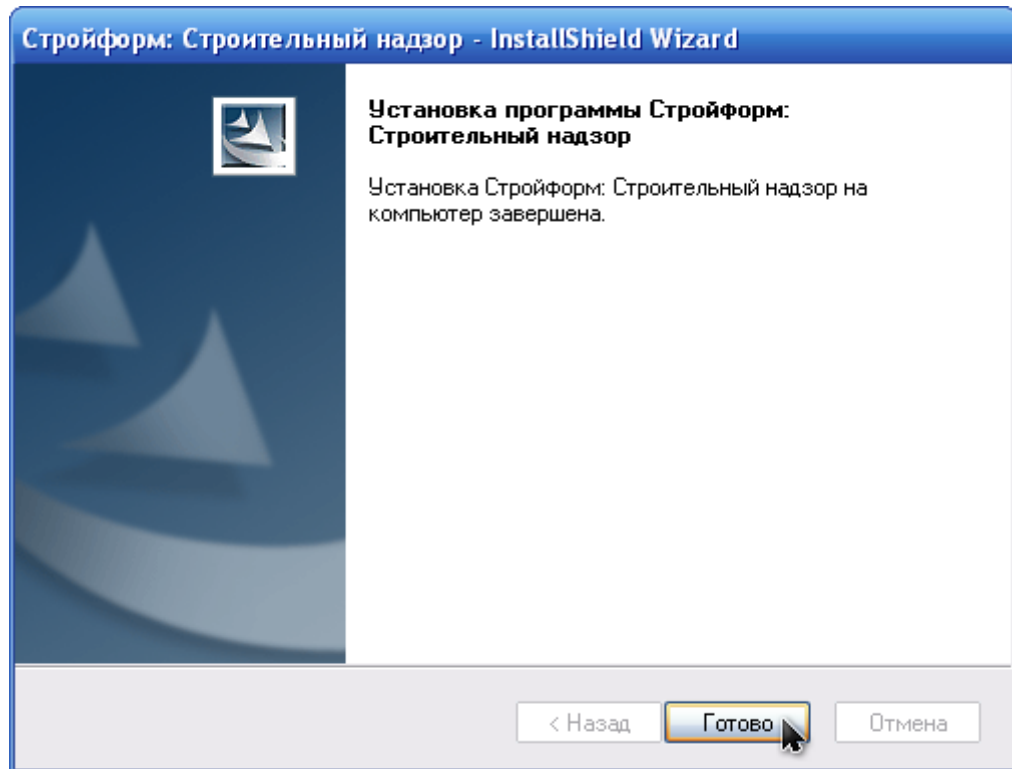 Стройформ: Строительный надзор - InstallShield Wizard
Установка программы Стройформ:
Строительный надзор
Установка Стройформ: Строительный надзор на
компьютер завершена.
< Назад
Готово
Отмена